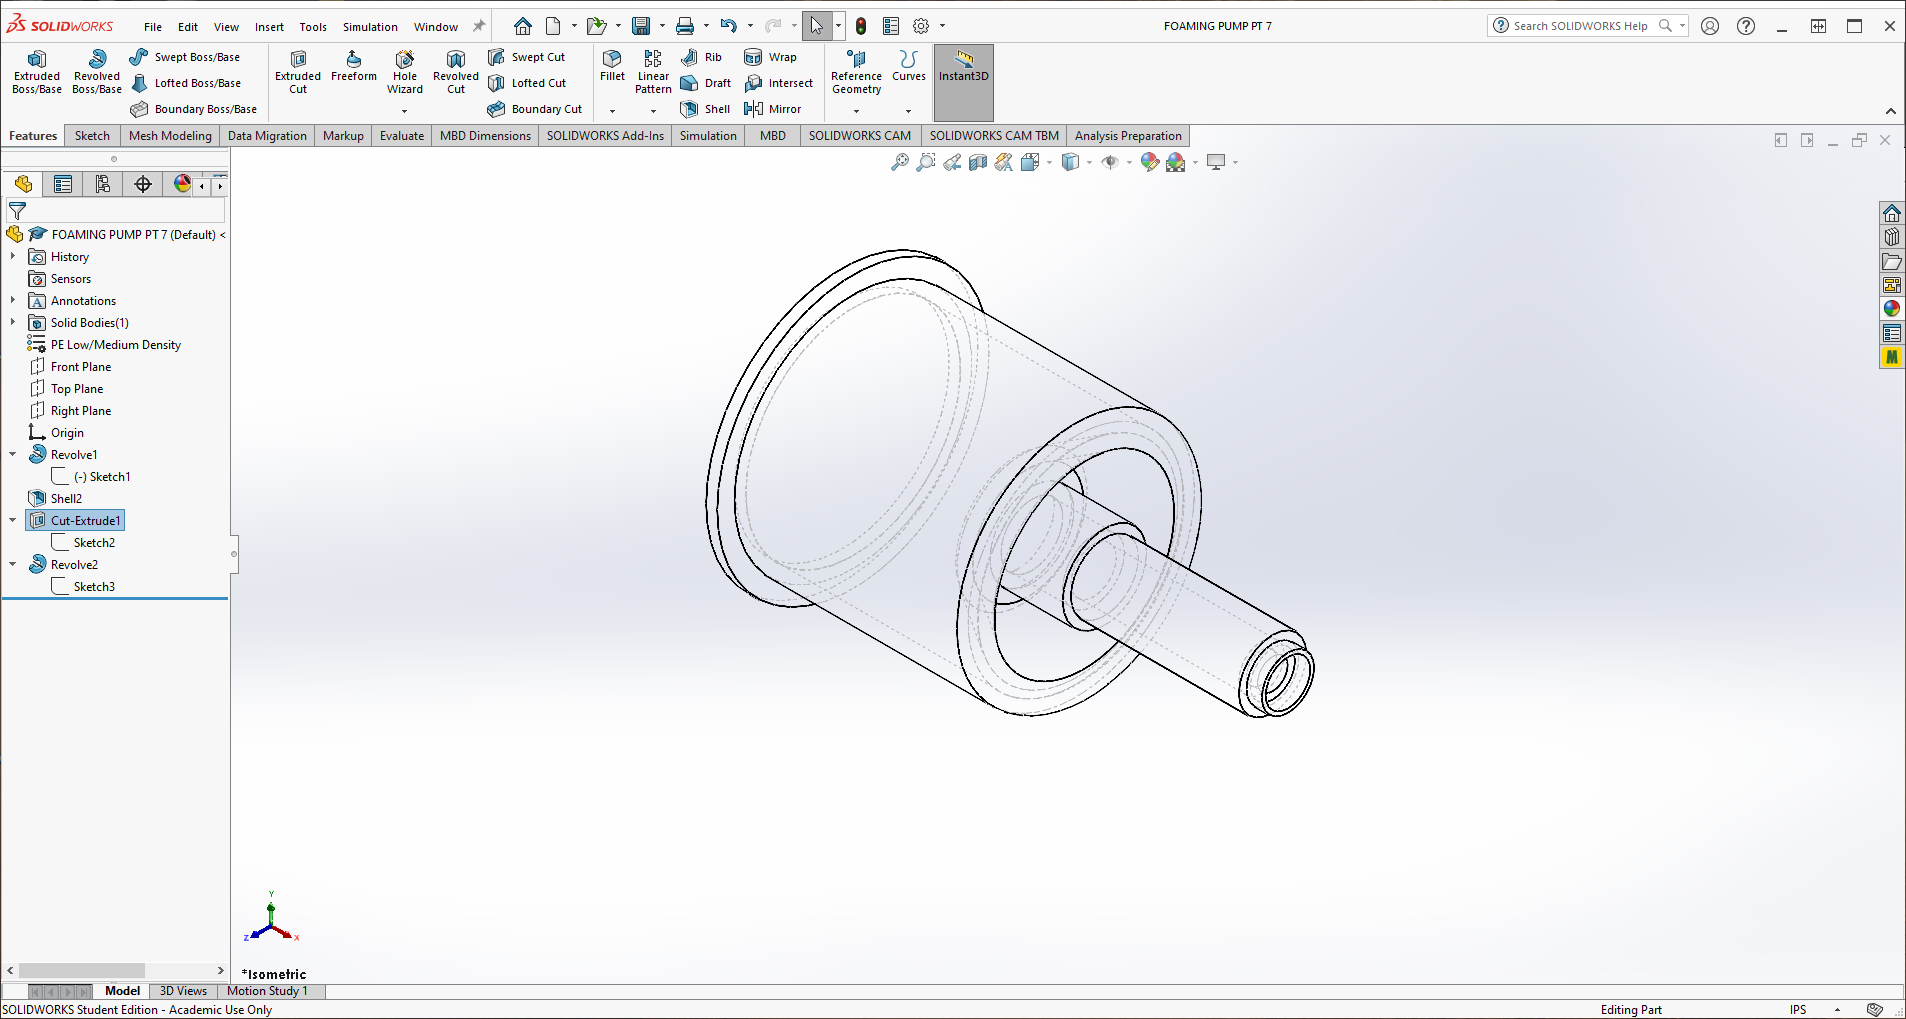 SOLIDWORKS File Edit View Insert Tools Simulation Window FOAMING PUMP PT 7 Search SOLIDWORKS Help
Extruded Boss/Base
Revolved Boss/Base
Swept Boss/Base
Lofted Boss/Base
Boundary Boss/Base
Extruded Cut
Freeform
Hole Wizard
Revolved Cut
Swept Cut
Lofted Cut
Boundary Cut
Fillet
Linear Pattern
Rib
Draft
Shell
Wrap
Intersect
Mirror
Reference Geometry
Curves
Instant3D
Features Sketch Mesh Modeling Data Migration Markup Evaluate MBD Dimensions SOLIDWORKS Add-Ins Simulation MBD SOLIDWORKS CAM SOLIDWORKS CAM TBM Analysis Preparation
FOAMING PUMP PT 7 (Default) <
History
Sensors
A Annotations
Solid Bodies(1)
PE Low/Medium Density
Front Plane
Top Plane
Right Plane
Origin
Revolve1
(-) Sketch1
Shell2
Cut-Extrude1
Sketch2
Revolve2
Sketch3
M
Y
Z X
*Isometric
Model 3D Views Motion Study 1
SOLIDWORKS Student Edition - Academic Use Only Editing Part IPS